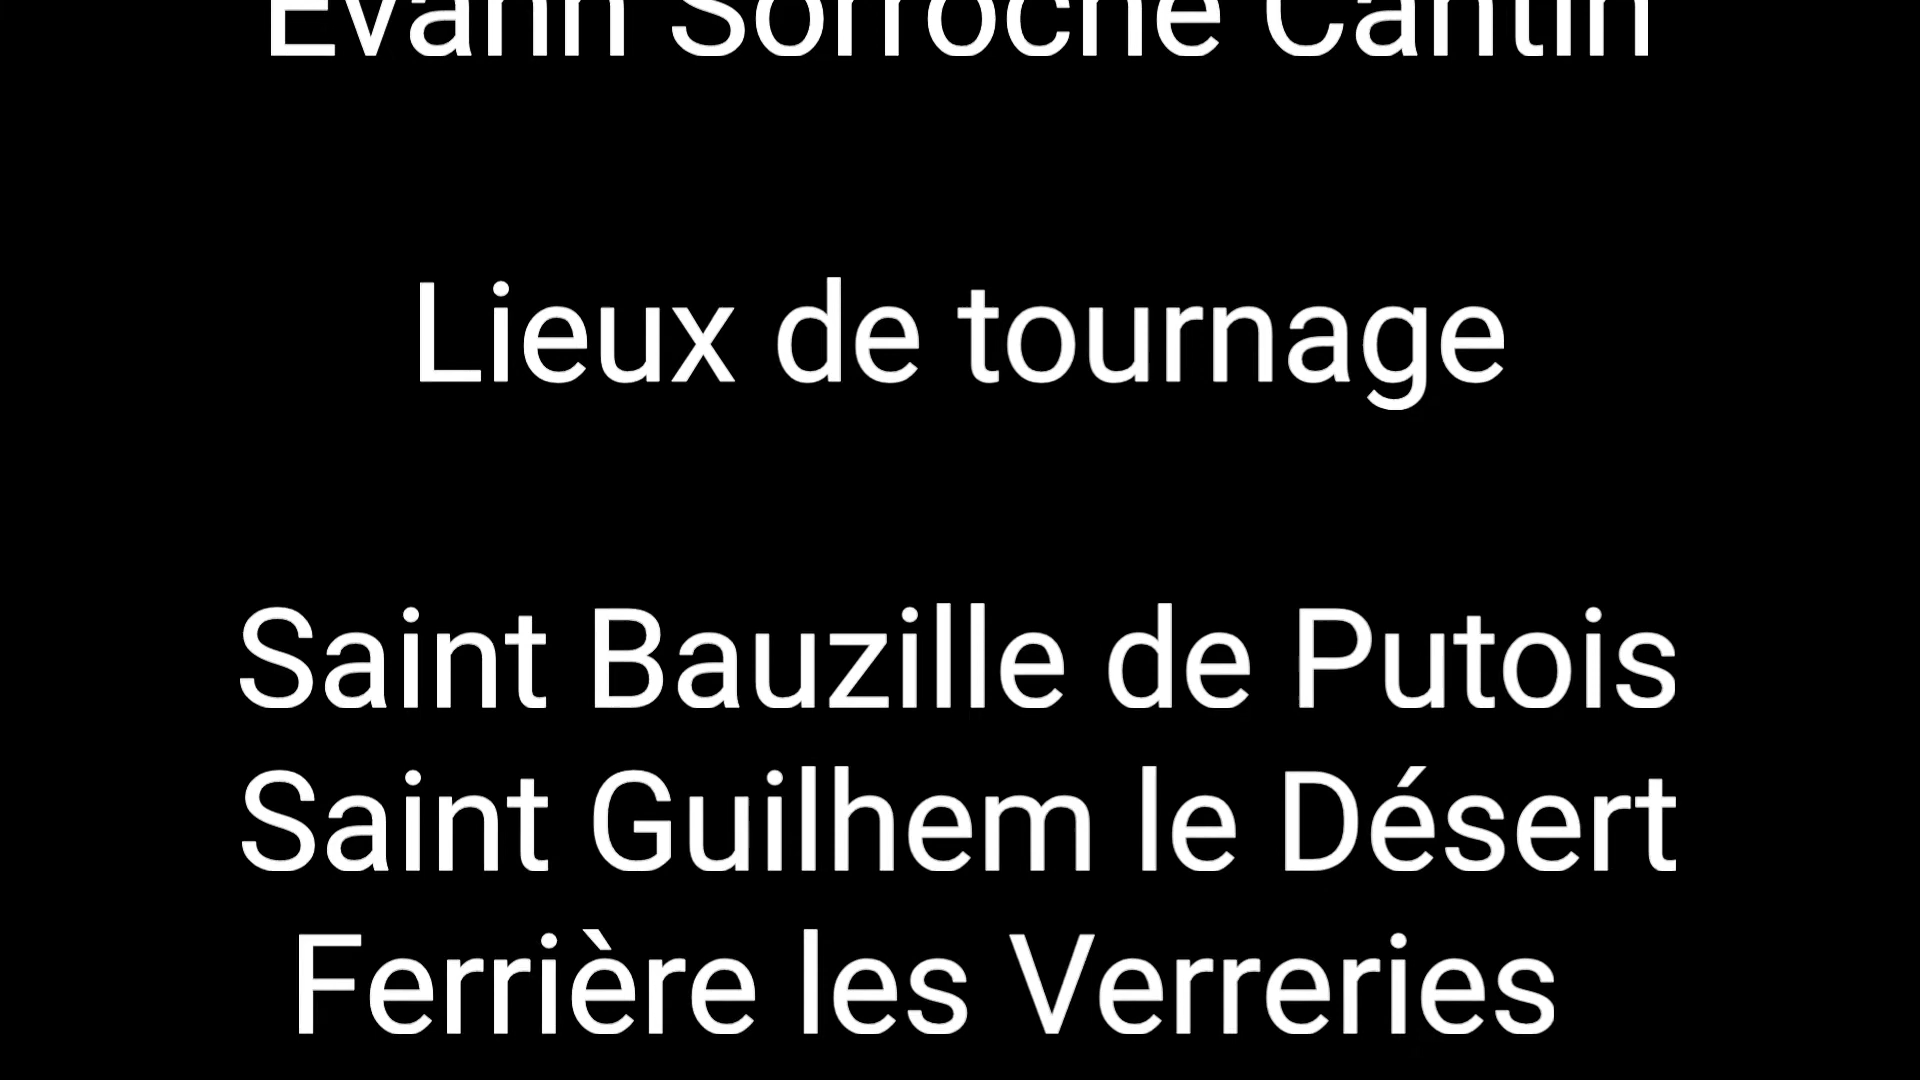 Evann Sorroche Cantin
Lieux de tournage
Saint Bauzille de Putois
Saint Guilhem le Désert
Ferrière les Verreries